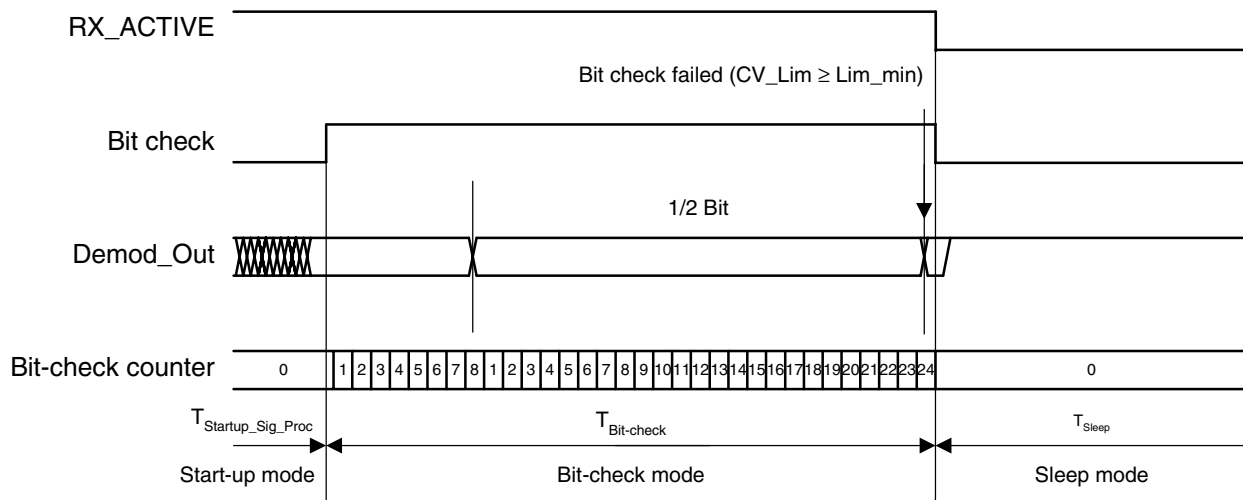 RX_ACTIVE
Bit check failed (CV_Lim ≥ Lim_min)
Bit check
1/2 Bit
Demod_Out
Bit-check counter 0 1 2 3 4 5 6 7 8 1 2 3 4 5 6 7 8 9 10 11 12 13 14 15 16 17 18 19 20 21 22 23 24 0
TStartup_Sig_Proc TBit-check TSleep
Start-up mode Bit-check mode Sleep mode